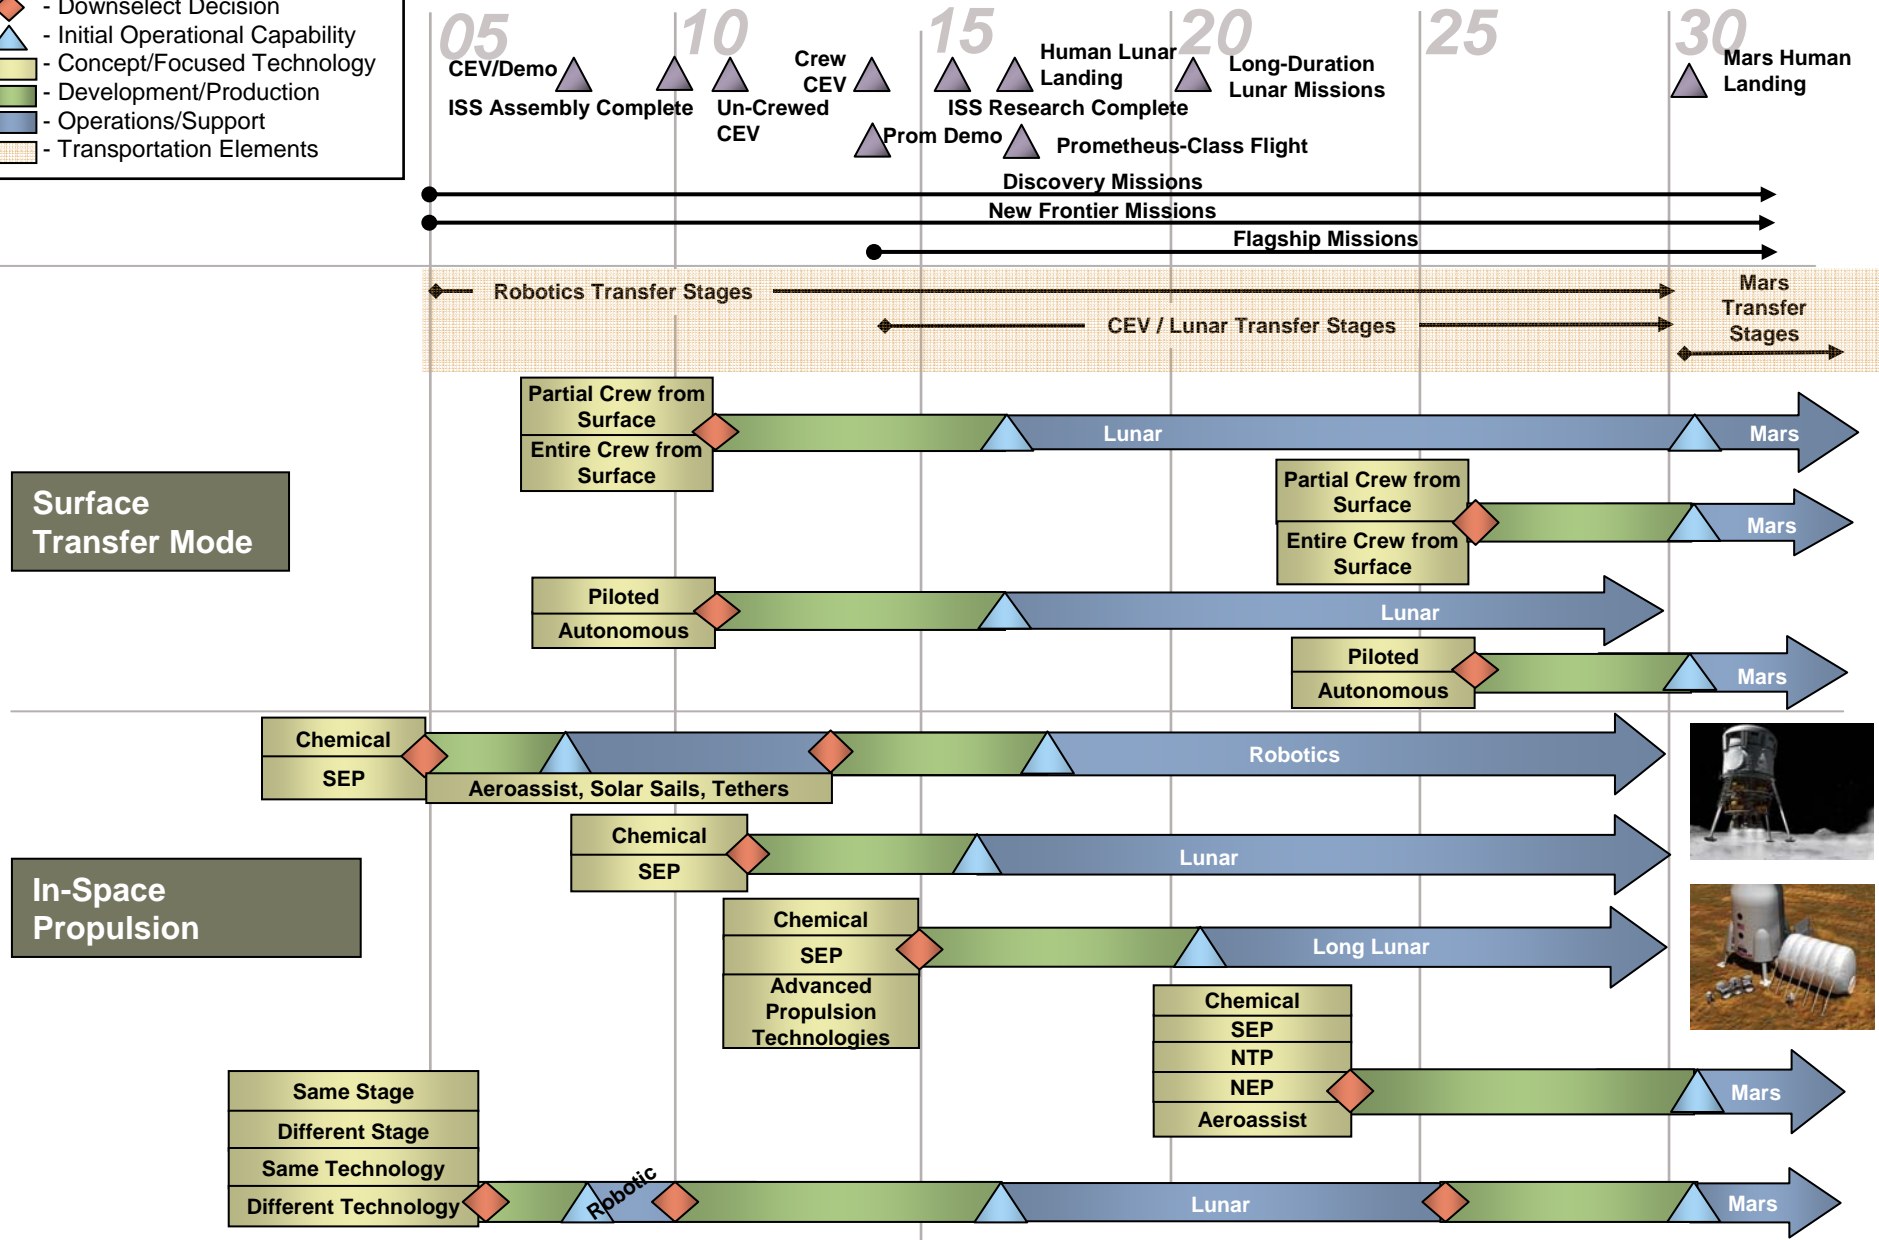 - Downselect Decision
- Initial Operational Capability
- Concept/Focused Technology
- Development/Production
- Operations/Support
- Transportation Elements
05
10
15
20
25
30
CEV/Demo
ISS Assembly Complete
Un-Crewed
CEV
Crew
CEV
Prom Demo
Human Lunar
Landing
ISS Research Complete
Prometheus-Class Flight
Long-Duration
Lunar Missions
Mars Human
Landing
Discovery Missions
New Frontier Missions
Flagship Missions
Robotics Transfer Stages
CEV / Lunar Transfer Stages
Mars
Transfer
Stages
Surface
Transfer Mode
Partial Crew from
Surface
Entire Crew from
Surface
Lunar
Mars
Partial Crew from
Surface
Entire Crew from
Surface
Mars
Piloted
Autonomous
Lunar
Piloted
Autonomous
Mars
In-Space
Propulsion
Chemical
SEP
Aeroassist, Solar Sails, Tethers
Robotics
Chemical
SEP
Lunar
Chemical
SEP
Advanced
Propulsion
Technologies
Long Lunar
Chemical
SEP
NTP
NEP
Aeroassist
Mars
Same Stage
Different Stage
Same Technology
Different Technology
Robotic
Lunar
Mars